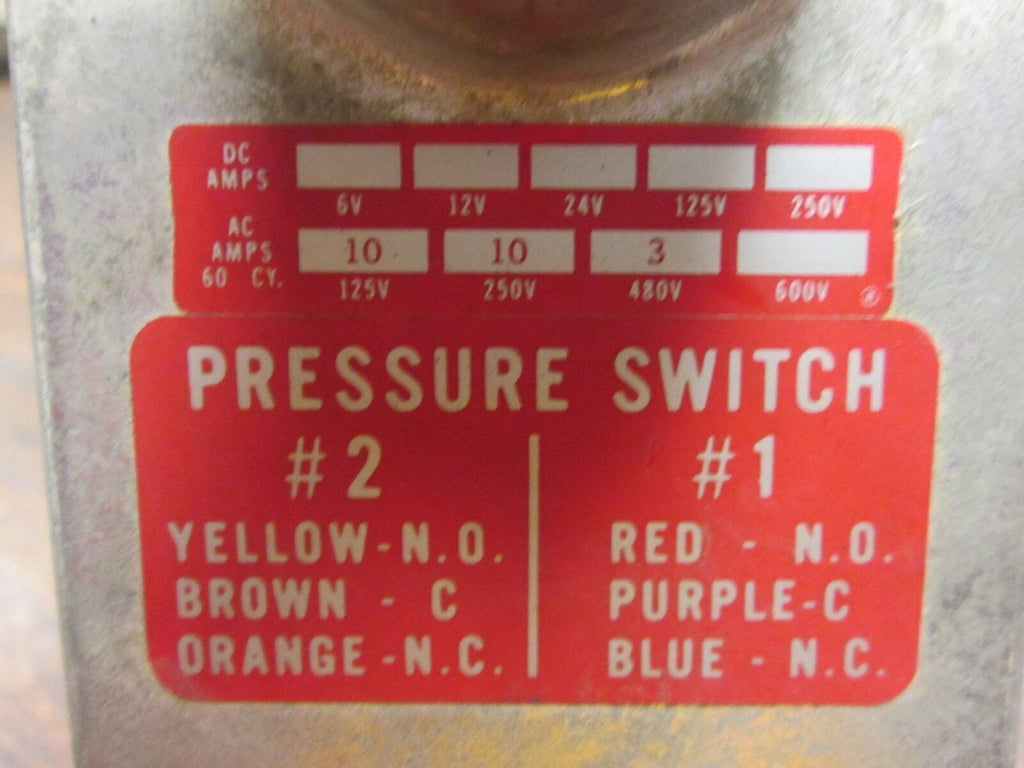 DC
AMPS
6V 12V 24V 125V 250V
AC
AMPS
60 CY.
10 10 3
125V 250V 480V 600V
PRESSURE SWITCH
#2
YELLOW-N.O.
BROWN - C
ORANGE-N.C.
#1
RED - N.O.
PURPLE-C
BLUE - N.C.